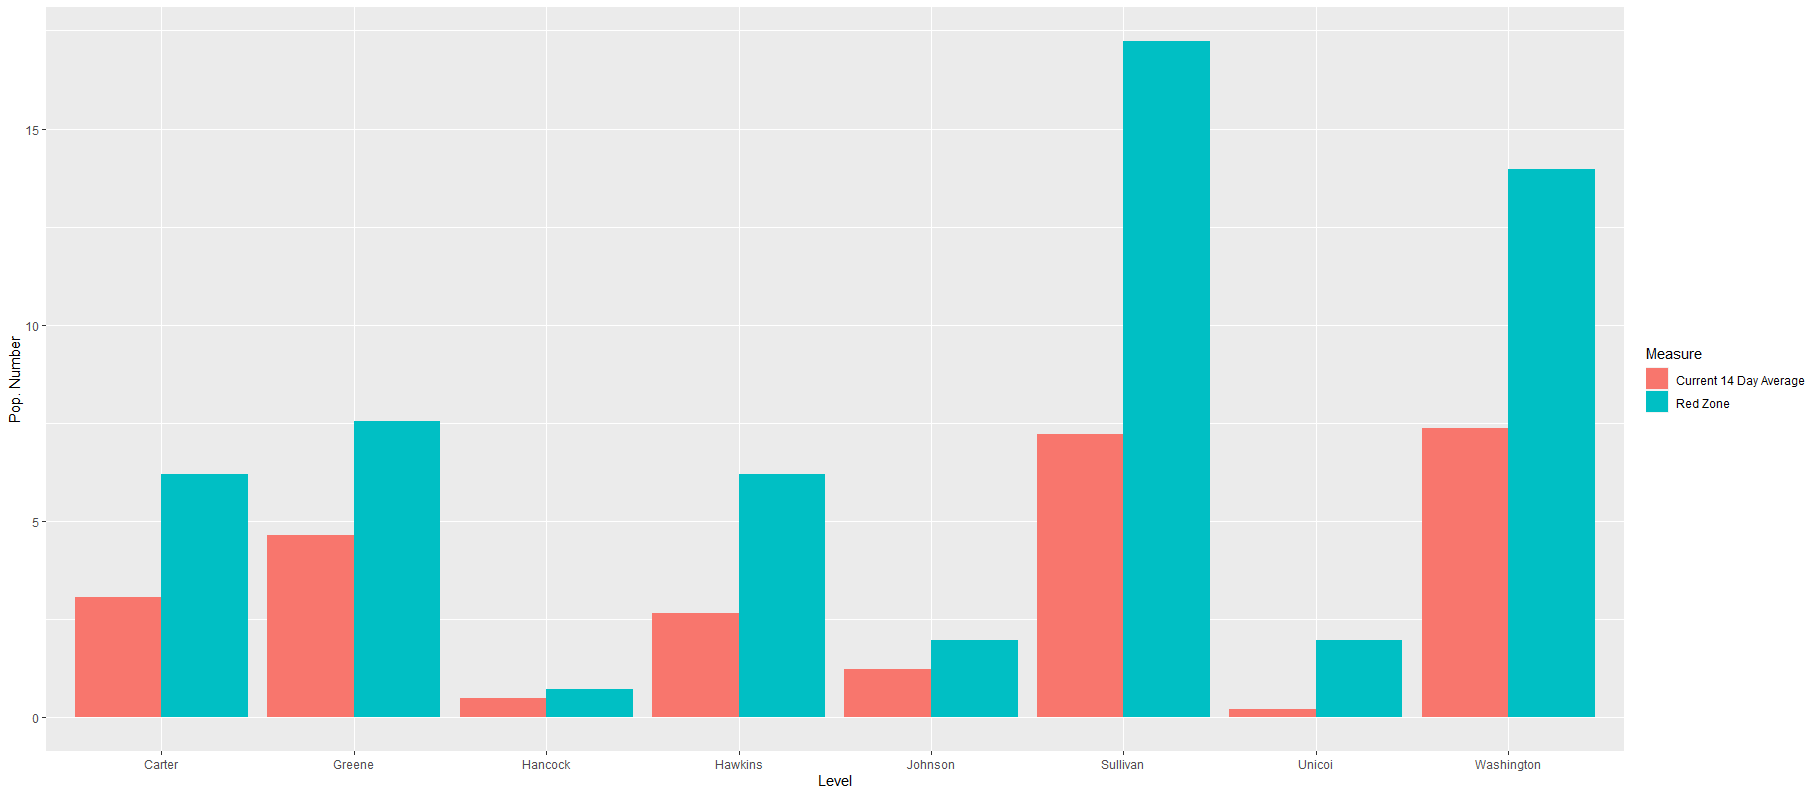 15
10
5
0
Pop. Number
Carter
Greene
Hancock
Hawkins
Johnson
Sullivan
Unicoi
Washington
Level
Measure
Current 14 Day Average
Red Zone